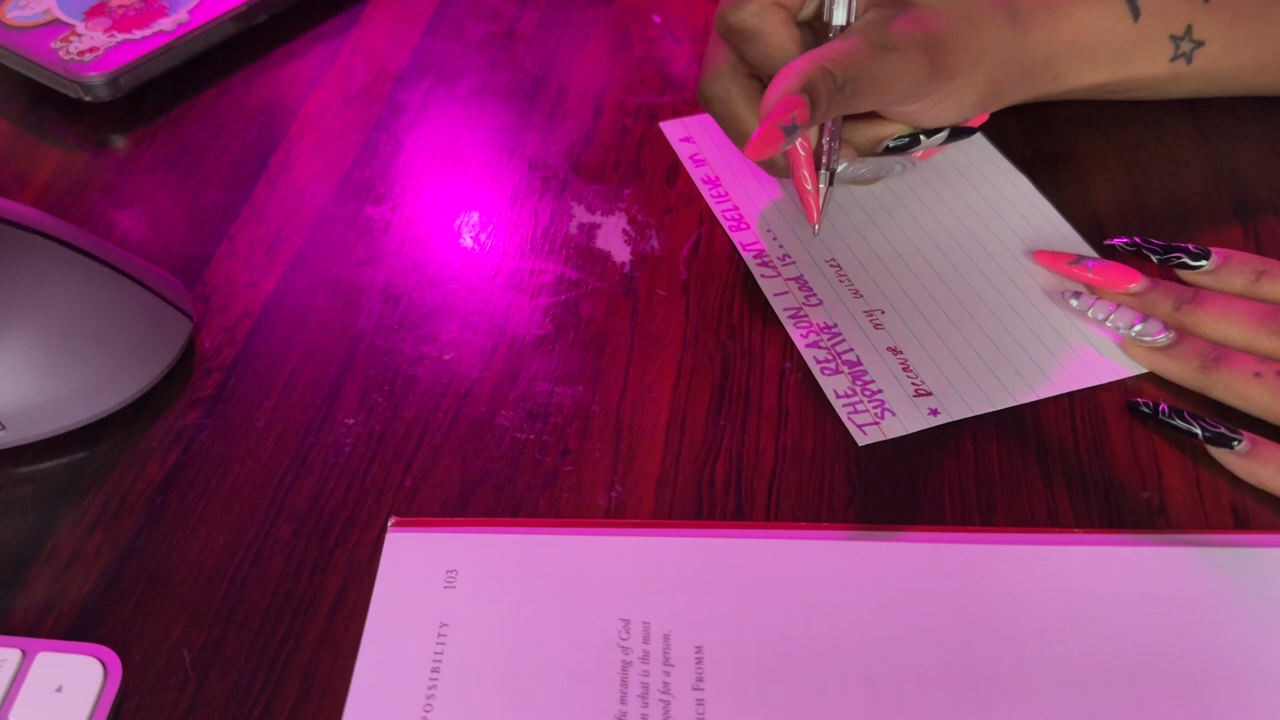 THE REASON I CAN'T BELIEVE IN A
SUPPORTIVE God IS....
★ because my wishes
POSSIBILITY 103
meaning of God
what is the most
good for a person.
FROMM